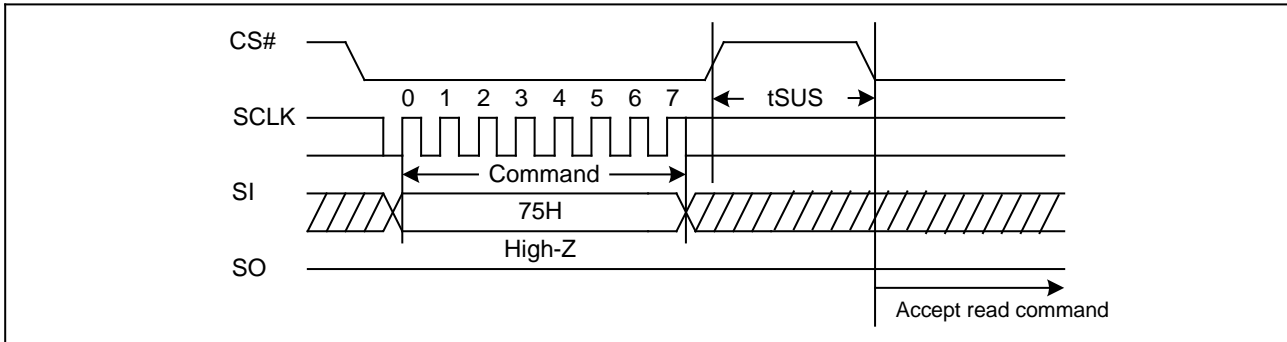 CS#
tSUS
0 1 2 3 4 5 6 7
SCLK
Command
SI
75H
High-Z
SO
Accept read command